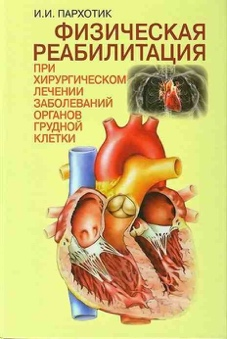 И.И. ПАРХОТИК
ФИЗИЧЕСКАЯ
РЕАБИЛИТАЦИЯ
ПРИ
ХИРУРГИЧЕСКОМ
ЛЕЧЕНИИ
ЗАБОЛЕВАНИЙ
ОРГАНОВ
ГРУДНОЙ
КЛЕТКИ